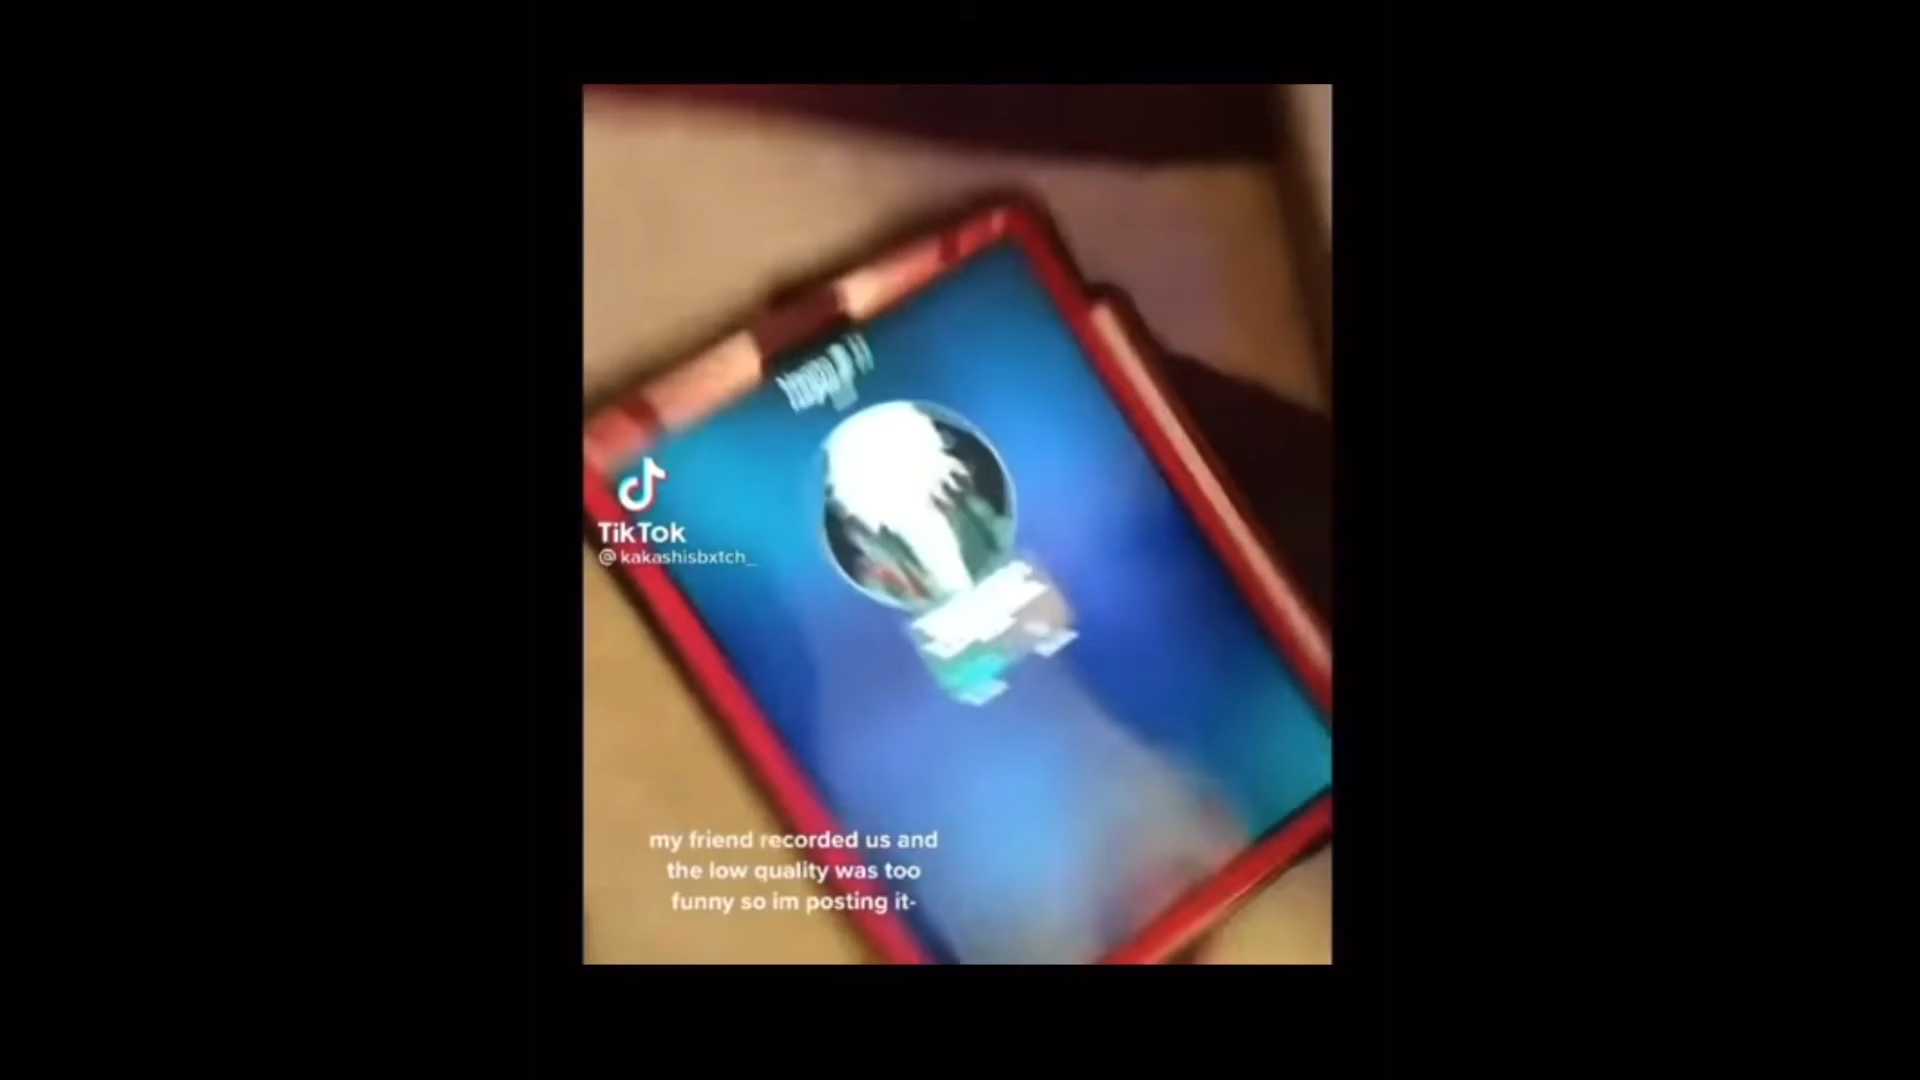 TikTok
@kakashisbxtch_
my friend recorded us and
the low quality was too
funny so im posting it-